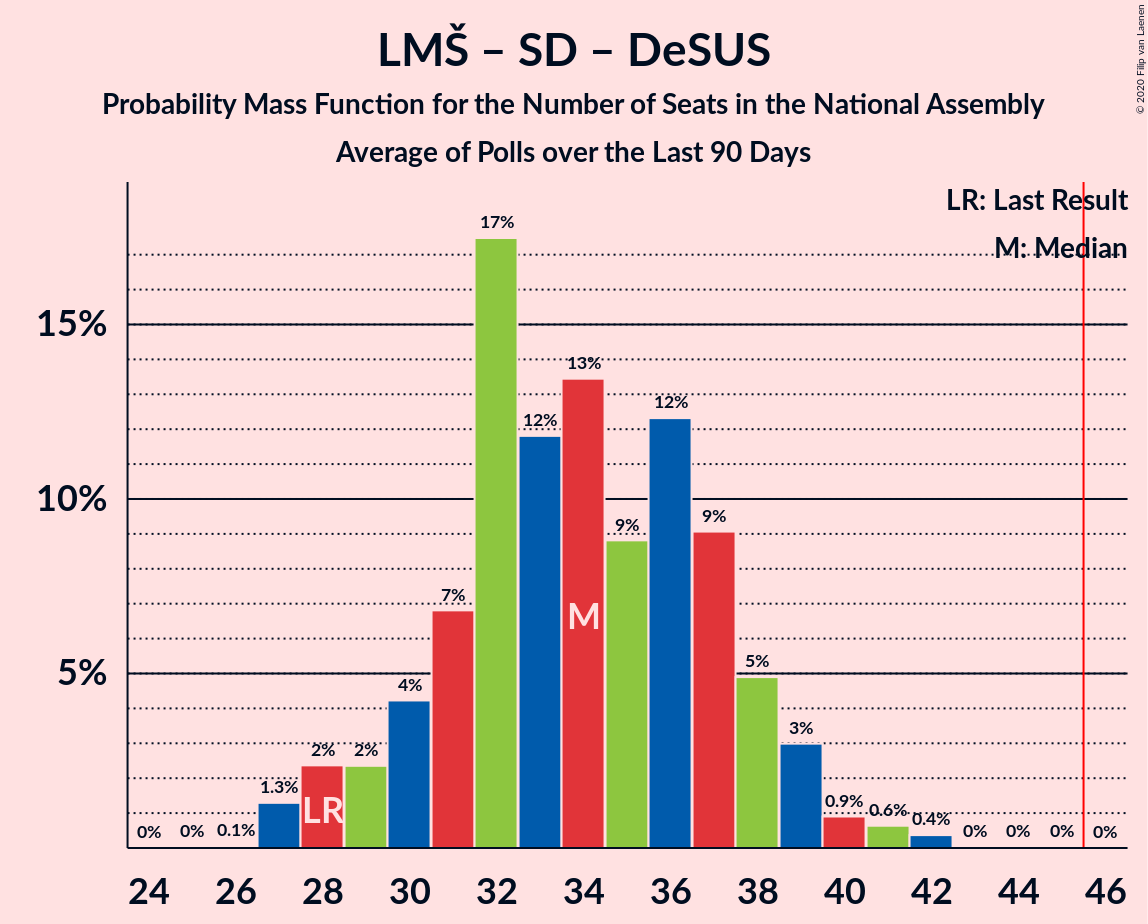 LMŠ – SD – DeSUS
Probability Mass Function for the Number of Seats in the National Assembly
Average of Polls over the Last 90 Days
© 2020 Filip van Laenen
LR: Last Result
M: Median
15%
10%
5%
0%
0%
0.1%
1.3%
2%
2%
4%
7%
17%
12%
13%
9%
12%
9%
5%
3%
0.9%
0.6%
0.4%
0%
0%
0%
0%
LR
M
24 26 28 30 32 34 36 38 40 42 44 46